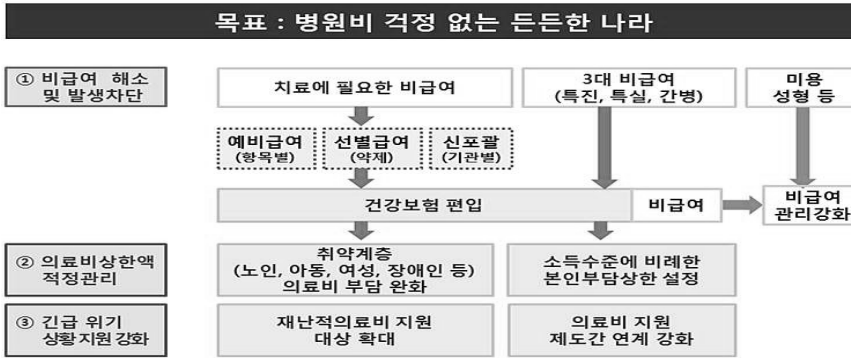 목표 : 병원비 걱정 없는 든든한 나라
① 비급여 해소
및 발생차단
치료에 필요한 비급여
3대 비급여
(특진, 특실, 간병)
미용
성형 등
예비급여
(항목별)
선별급여
(약제)
신포괄
(기관별)
건강보험 편입
비급여
비급여
관리강화
② 의료비상한액
적정관리
취약계층
(노인, 아동, 여성, 장애인 등)
의료비 부담 완화
소득수준에 비례한
본인부담상한 설정
③ 긴급 위기
상황 지원 강화
재난적의료비 지원
대상 확대
의료비 지원
제도간 연계 강화